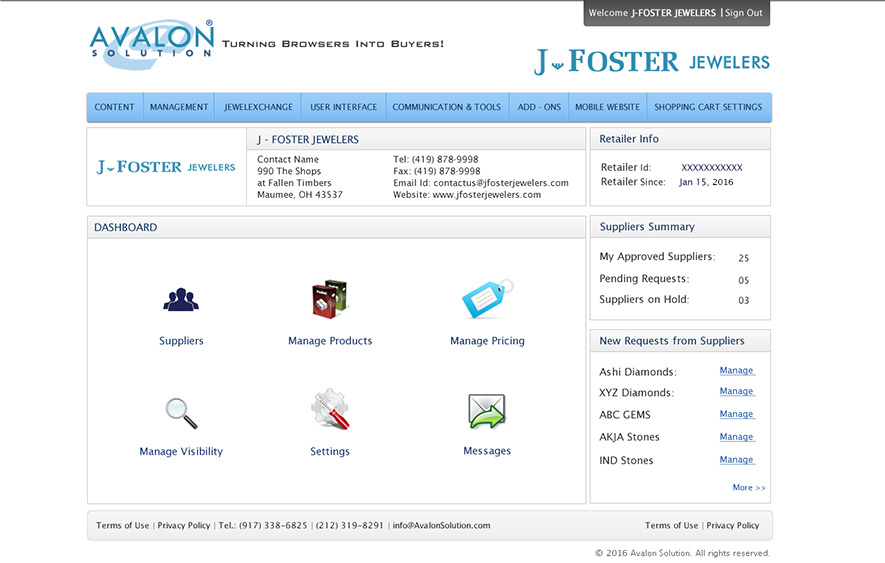 Welcome J-FOSTER JEWELERS | Sign Out
AVALON®
SOLUTION
TURNING BROWSERS INTO BUYERS!
J FOSTER JEWELERS
CONTENT MANAGEMENT JEWELEXCHANGE USER INTERFACE COMMUNICATION & TOOLS ADD - ONS MOBILE WEBSITE SHOPPING CART SETTINGS
J FOSTER JEWELERS
J - FOSTER JEWELERS
Contact Name
990 The Shops
at Fallen Timbers
Maumee, OH 43537
Tel: (419) 878-9998
Fax: (419) 878-9998
Email Id: contactus@jfosterjewelers.com
Website: www.jfosterjewelers.com
Retailer Info
Retailer Id: XXXXXXXXXXX
Retailer Since: Jan 15, 2016
DASHBOARD
Suppliers
Manage Products
Manage Pricing
Manage Visibility
Settings
Messages
Suppliers Summary
My Approved Suppliers: 25
Pending Requests: 05
Suppliers on Hold: 03
New Requests from Suppliers
Ashi Diamonds: Manage
XYZ Diamonds: Manage
ABC GEMS Manage
AKJA Stones Manage
IND Stones Manage
More >>
Terms of Use | Privacy Policy | Tel.: (917) 338-6825 | (212) 319-8291 | info@AvalonSolution.com
Terms of Use | Privacy Policy
© 2016 Avalon Solution. All rights reserved.